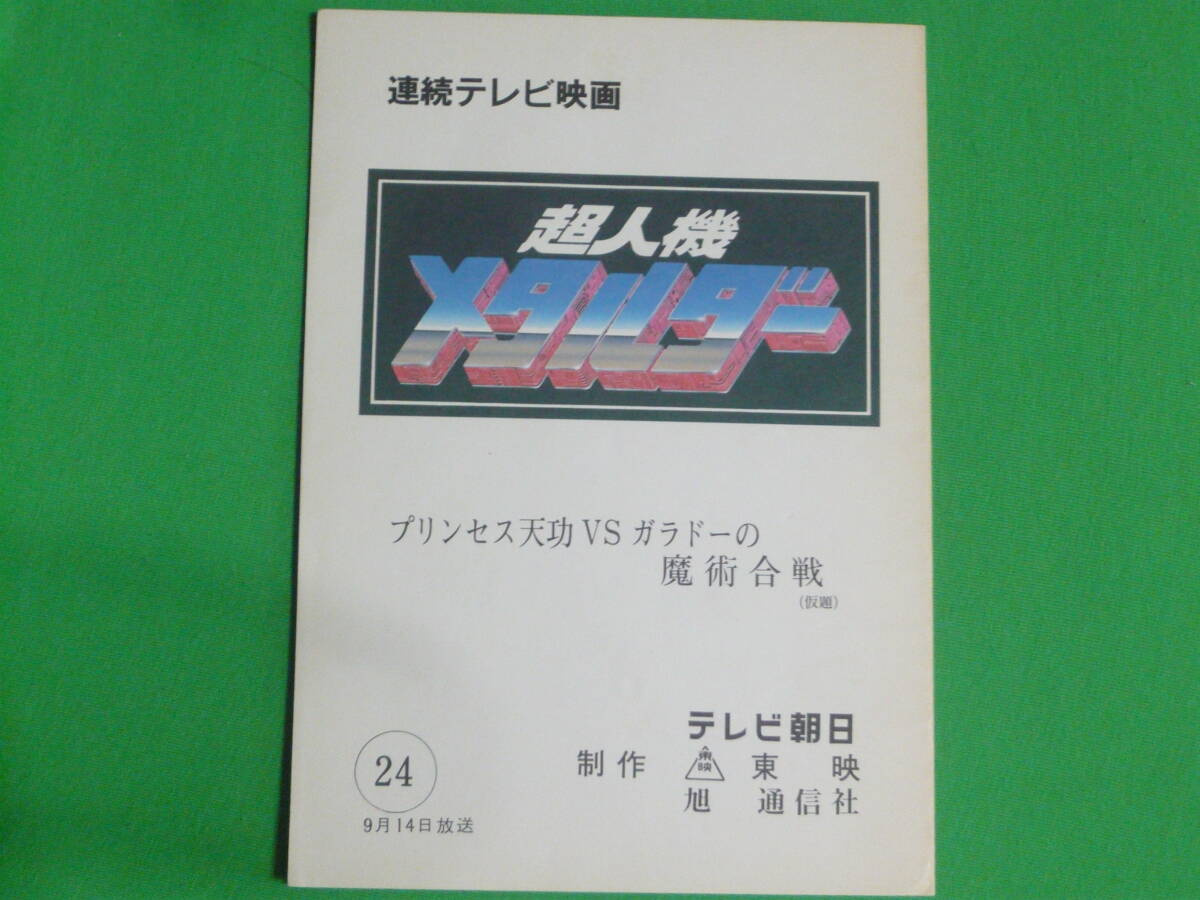 連続テレビ映画
超人機
メタルダー
プリンセス天功VSガラドーの
魔術合戦
(仮題)
テレビ朝日
制作 東映 東映
旭通信社
24
9月14日放送